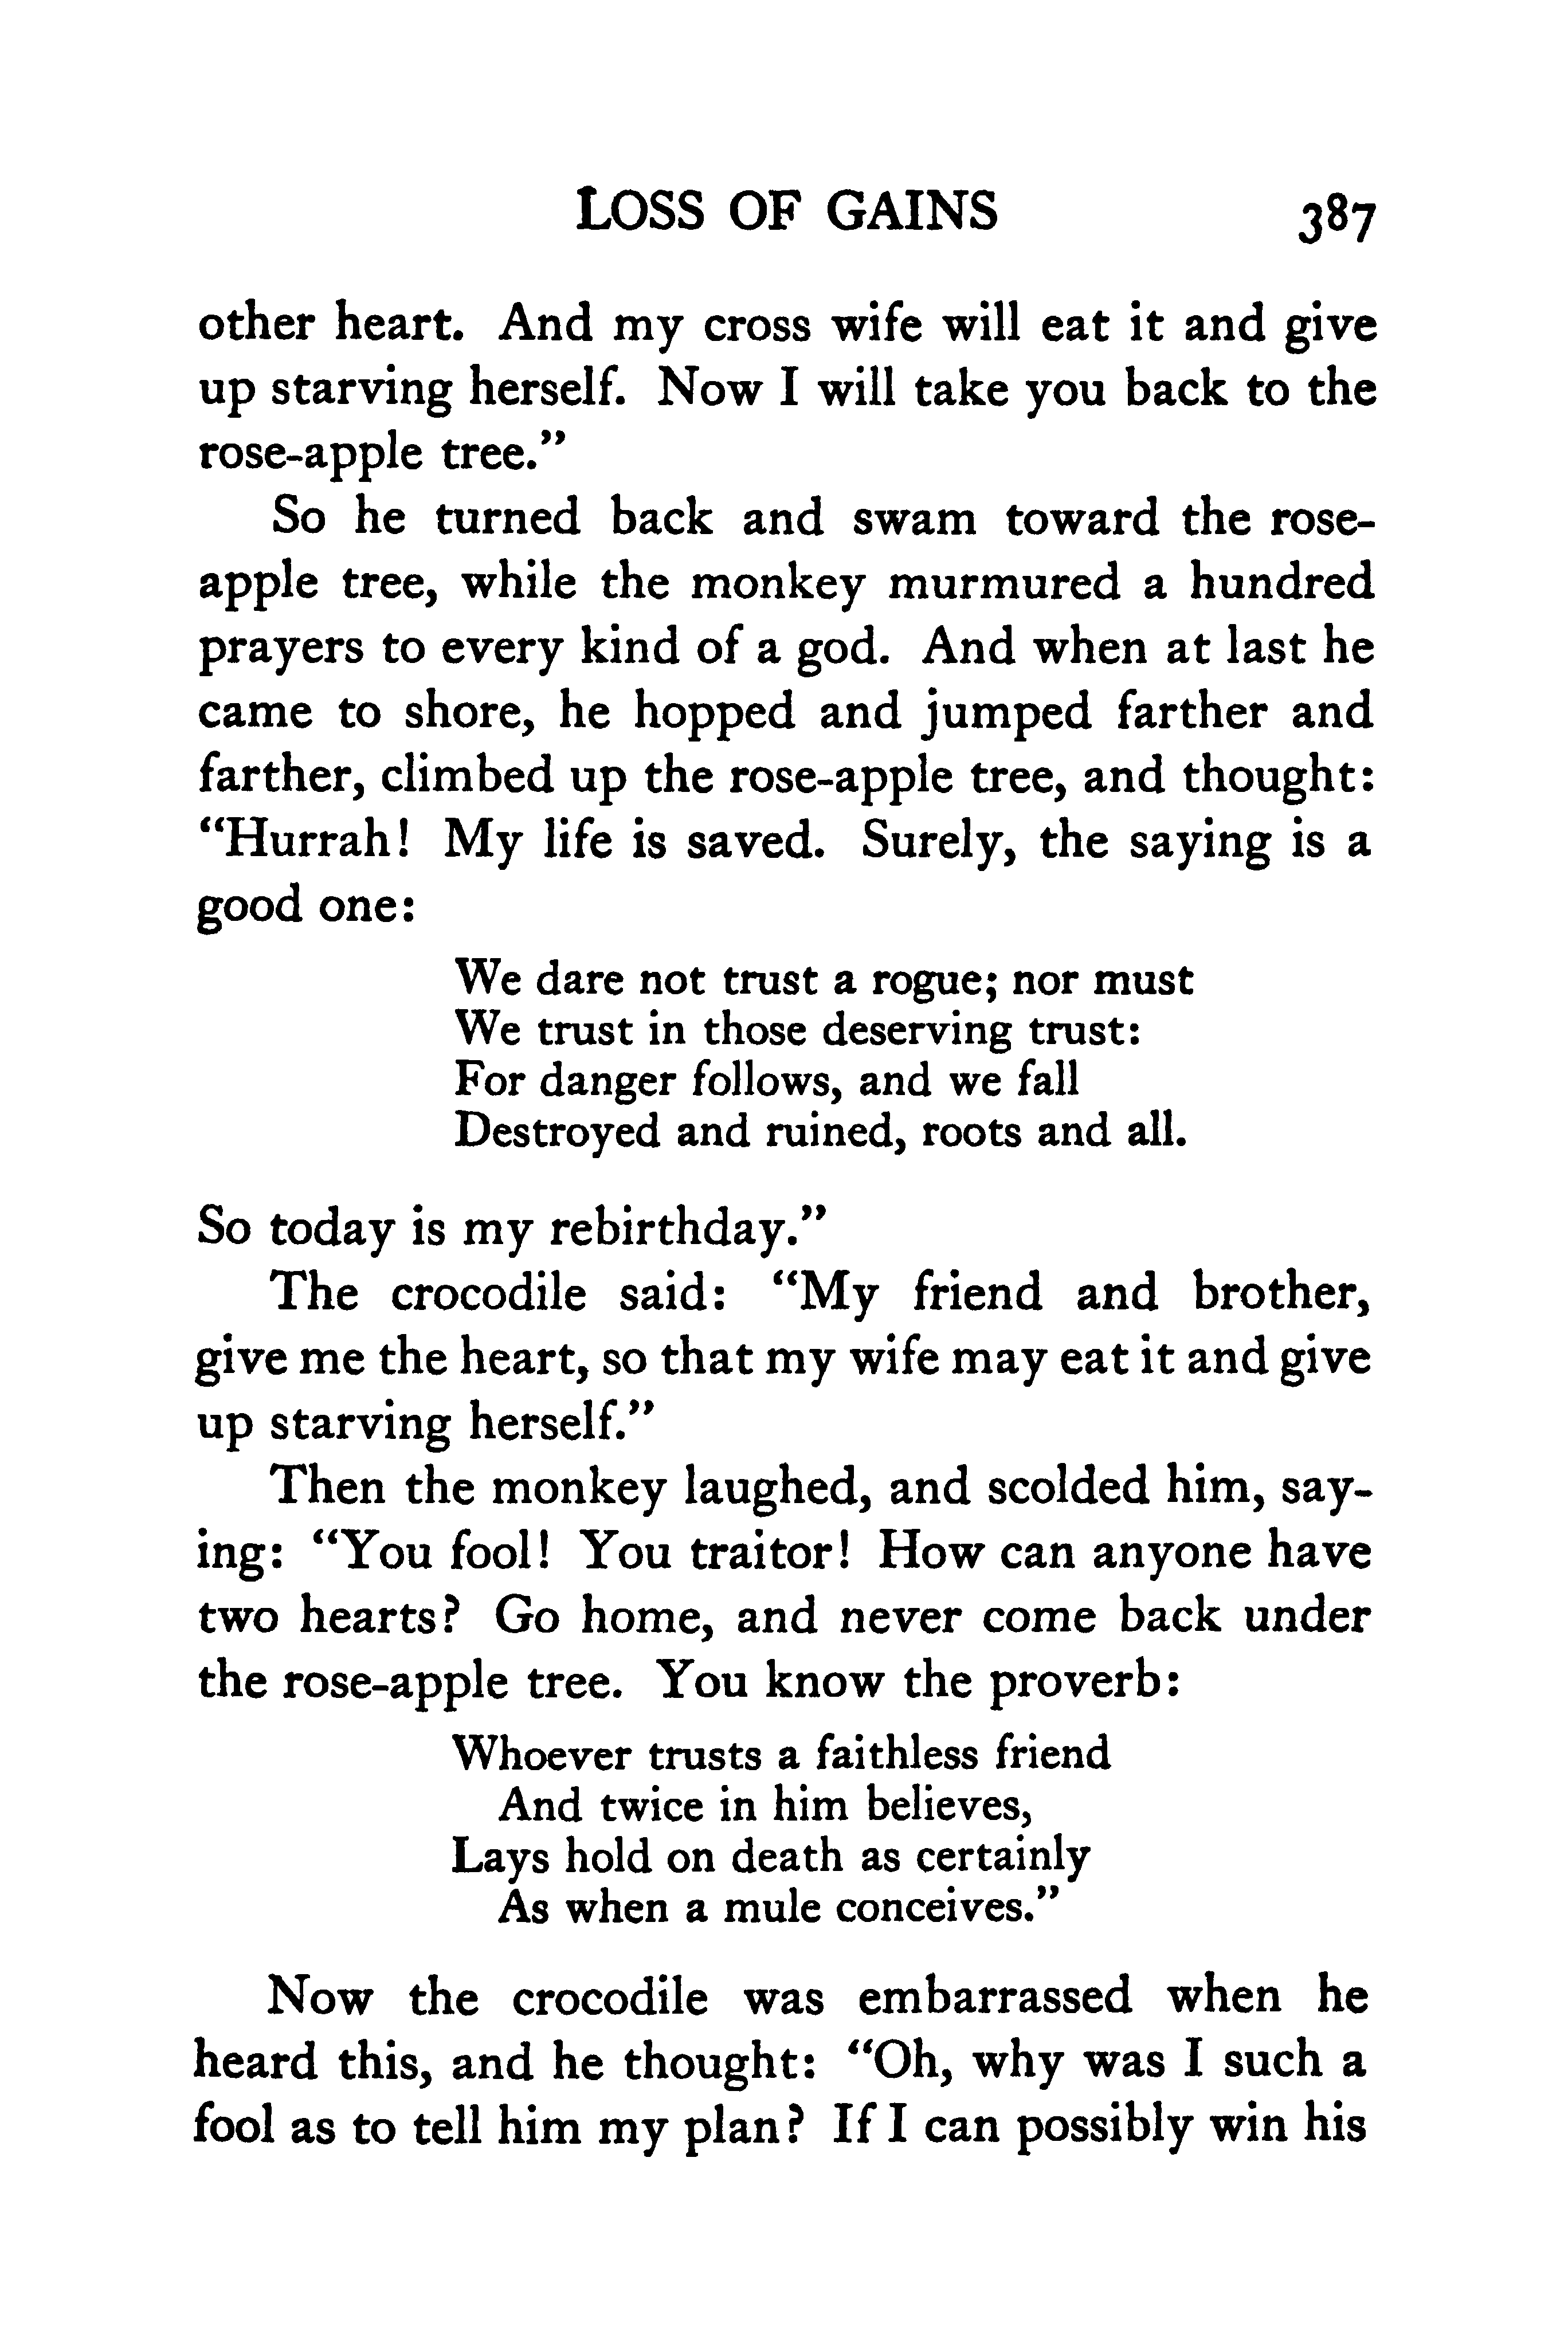 LOSS OF GAINS 387
other heart. And my cross wife will eat it and give
up starving herself. Now I will take you back to the
rose-apple tree.”
So he turned back and swam toward the rose-
apple tree, while the monkey murmured a hundred
prayers to every kind of a god. And when at last he
came to shore, he hopped and jumped farther and
farther, climbed up the rose-apple tree, and thought:
“Hurrah! My life is saved. Surely, the saying is a
good one:
We dare not trust a rogue; nor must
We trust in those deserving trust:
For danger follows, and we fall
Destroyed and ruined, roots and all.
So today is my rebirthday.”
The crocodile said: “My friend and brother,
give me the heart, so that my wife may eat it and give
up starving herself.”
Then the monkey laughed, and scolded him, say-
ing: “You fool! You traitor! How can anyone have
two hearts? Go home, and never come back under
the rose-apple tree. You know the proverb:
Whoever trusts a faithless friend
And twice in him believes,
Lays hold on death as certainly
As when a mule conceives.”
Now the crocodile was embarrassed when he
heard this, and he thought: “Oh, why was I such a
fool as to tell him my plan? If I can possibly win his